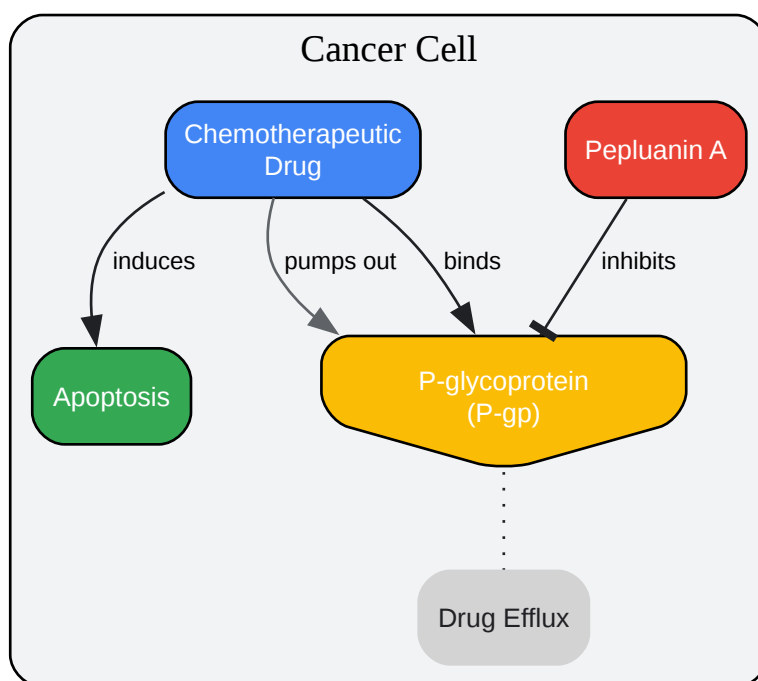 Cancer Cell
Chemotherapeutic
Drug
Pepluanin A
induces
pumps out
binds
inhibits
Apoptosis
P-glycoprotein
(P-gp)
Drug Efflux